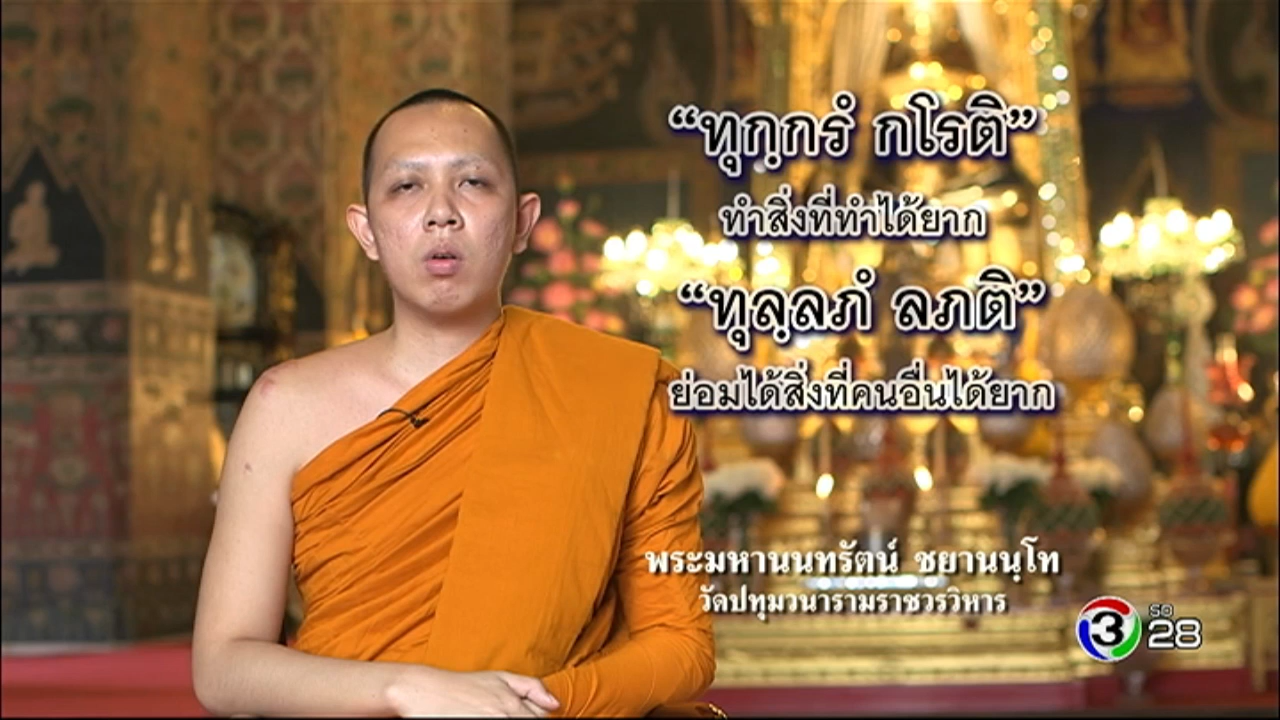 “ทุกฺกรํ กโรติ”
ทำสิ่งที่ทำได้ยาก
“ทุลฺลภํ ลภติ”
ย่อมได้สิ่งที่คนอื่นได้ยาก
พระมหานนทรัตน์ ชยานนฺโท
วัดปทุมวนารามราชวรวิหาร
3 SD 28